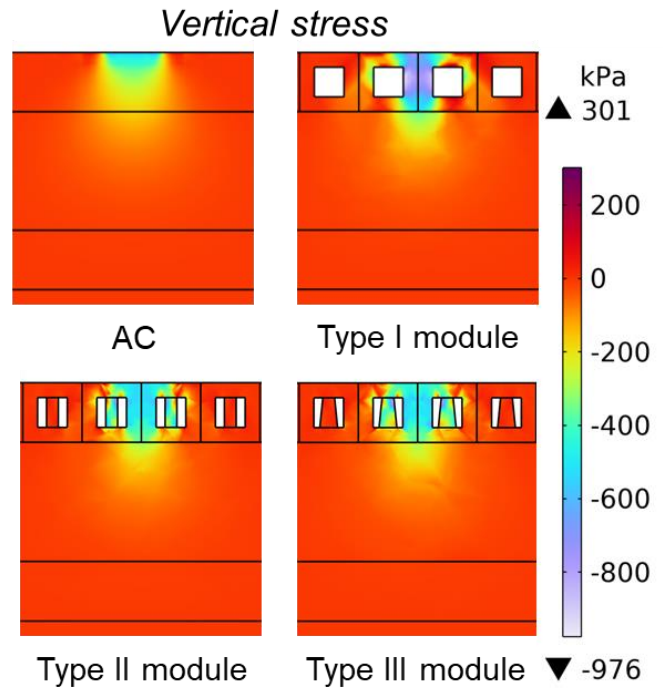 Vertical stress
kPa
▲ 301
200
0
-200
-400
-600
-800
▼ -976
AC
Type I module
Type II module
Type III module